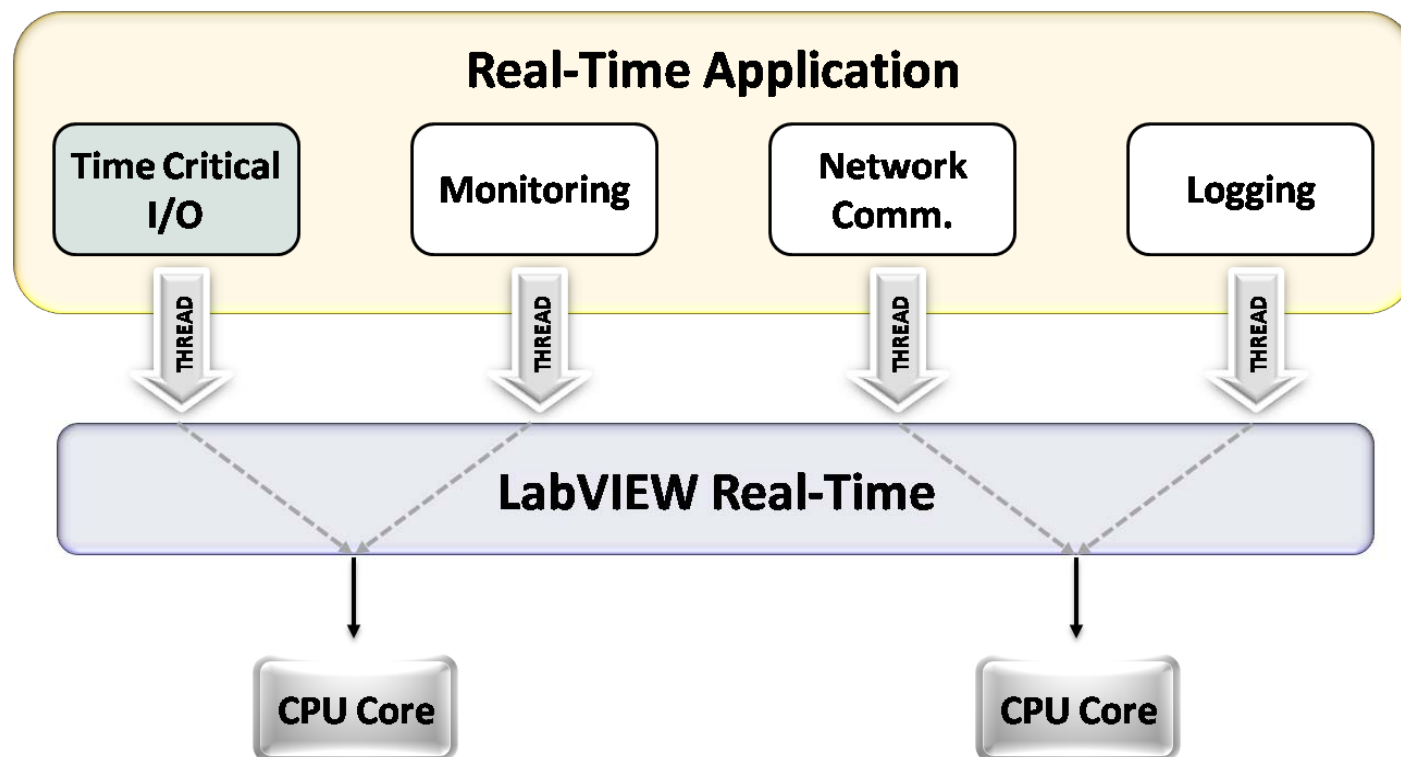 Real-Time Application
Time Critical
I/O
Monitoring
Network
Comm.
Logging
THREAD
THREAD
THREAD
THREAD
LabVIEW Real-Time
CPU Core
CPU Core